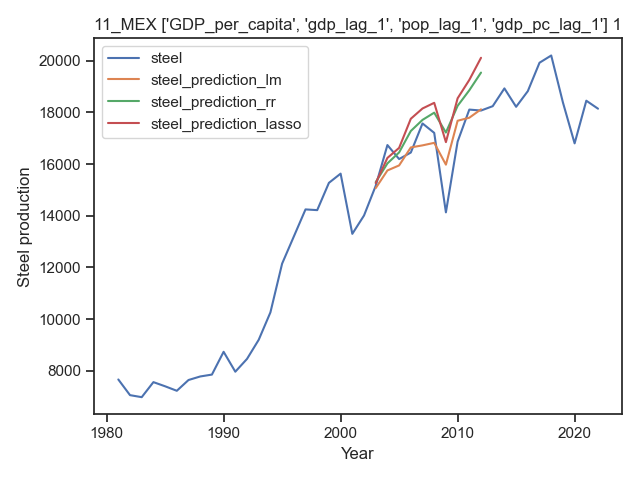 11_MEX ['GDP_per_capita', 'gdp_lag_1', 'pop_lag_1', 'gdp_pc_lag_1'] 1
steel
steel_prediction_lm
steel_prediction_rr
steel_prediction_lasso
20000
18000
16000
14000
12000
10000
8000
Steel production
1980
1990
2000
2010
2020
Year